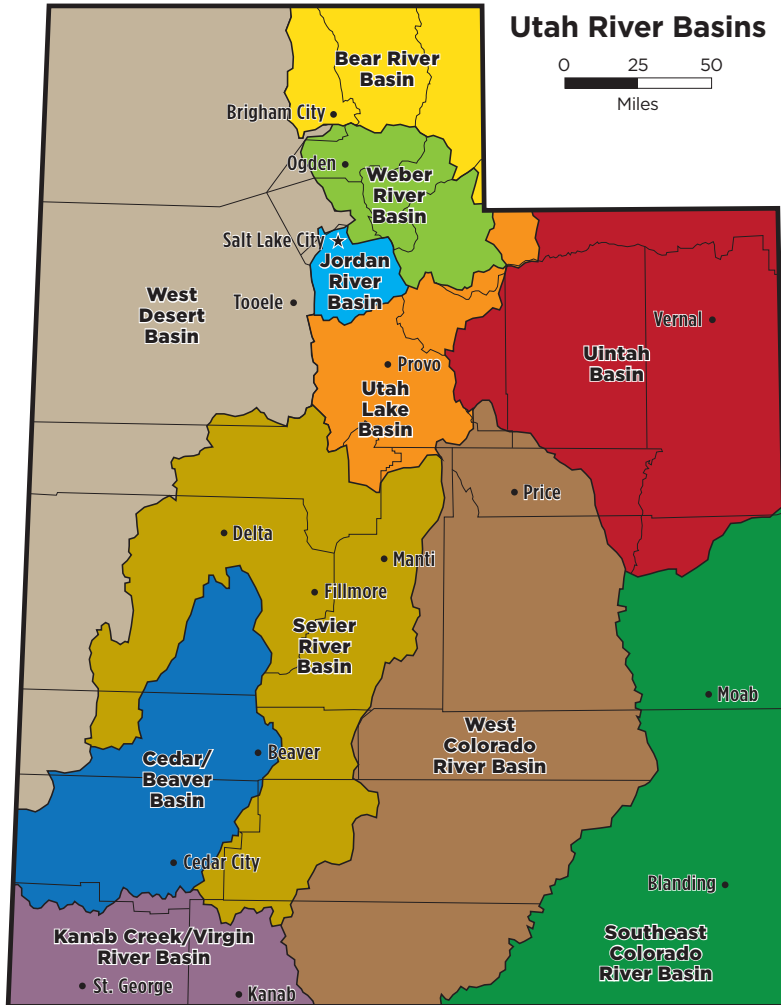 Utah River Basins
0 25 50
Miles
Bear River
Basin
Brigham City
Ogden
Weber
River
Basin
Salt Lake City
Jordan
River
Basin
West
Desert
Basin
Tooele
Vernal
Uintah
Basin
Provo
Utah
Lake
Basin
Price
Delta
Manti
Fillmore
Sevier
River
Basin
Moab
West
Colorado
River Basin
Cedar/
Beaver
Basin
Beaver
Cedar City
Blanding
Southeast
Colorado
River Basin
Kanab Creek/Virgin
River Basin
St. George
Kanab